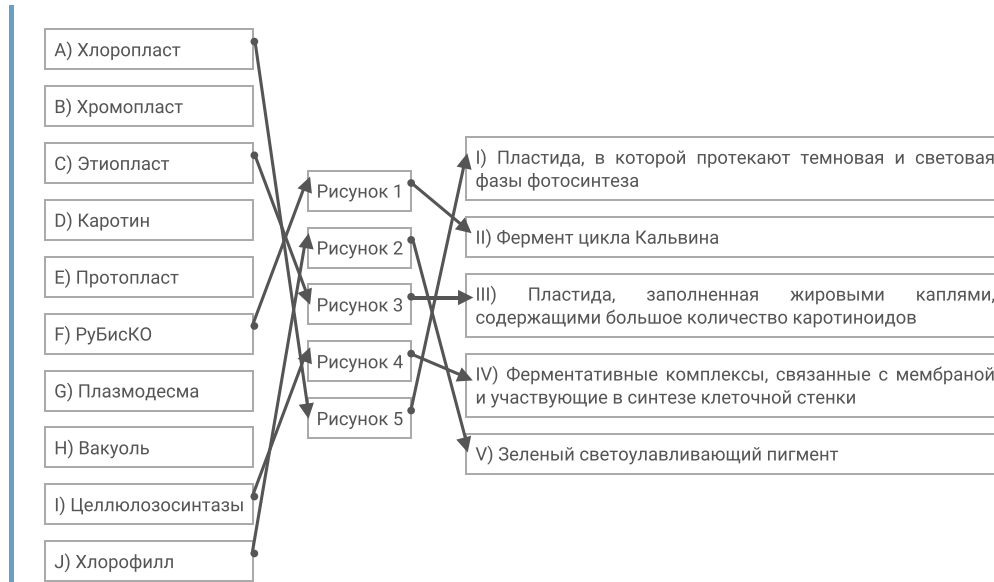 A) Хлоропласт
B) Хромопласт
C) Этиопласт
D) Каротин
E) Протопласт
F) РуБисКО
G) Плазмодесма
H) Вакуоль
I) Целлюлозосинтазы
J) Хлорофилл
Рисунок 1
Рисунок 2
Рисунок 3
Рисунок 4
Рисунок 5
I) Пластида, в которой протекают темновая и световая
фазы фотосинтеза
II) Фермент цикла Кальвина
III) Пластида, заполненная жировыми каплями,
содержащими большое количество каротиноидов
IV) Ферментативные комплексы, связанные с мембраной
и участвующие в синтезе клеточной стенки
V) Зеленый светоулавливающий пигмент